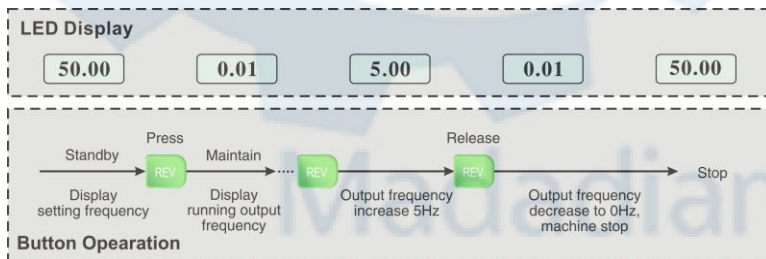 LED Display
50.00 0.01 5.00 0.01 50.00
Press Release
Standby Maintain
REV REV REV Stop
Display
setting frequency
Display
running output
frequency
Output frequency
increase 5Hz
Output frequency
decrease to 0Hz,
machine stop
Button Opearation
Madadian